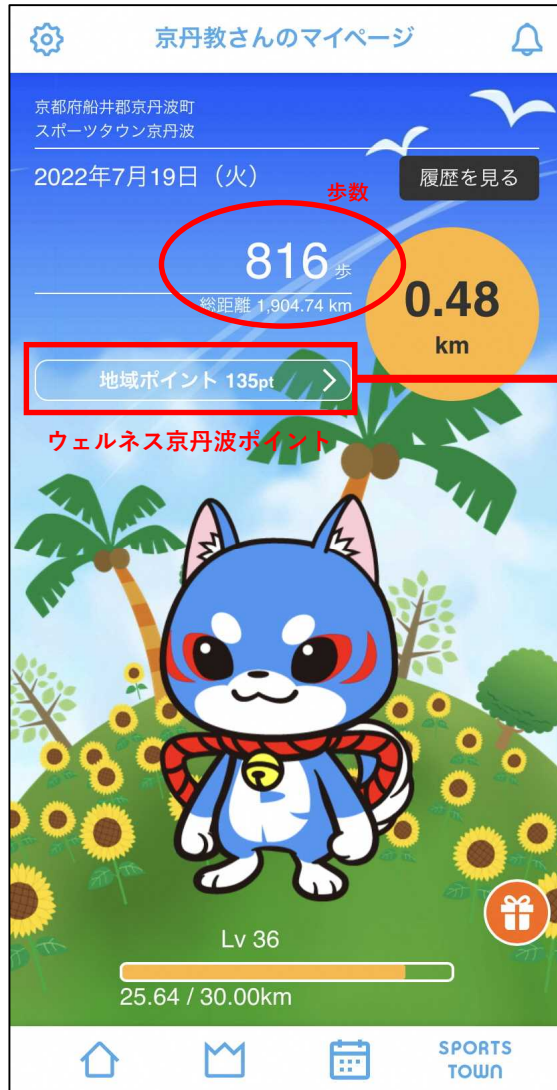 京丹教さんのマイページ
京都府船井郡京丹波町
スポーツタウン京丹波
2022年7月19日（火）
履歴を見る
歩数
816歩
総距離 1,904.74 km
0.48
km
地域ポイント 135pt
ウェルネス京丹波ポイント
Lv 36
25.64 / 30.00km
SPORTS
TOWN